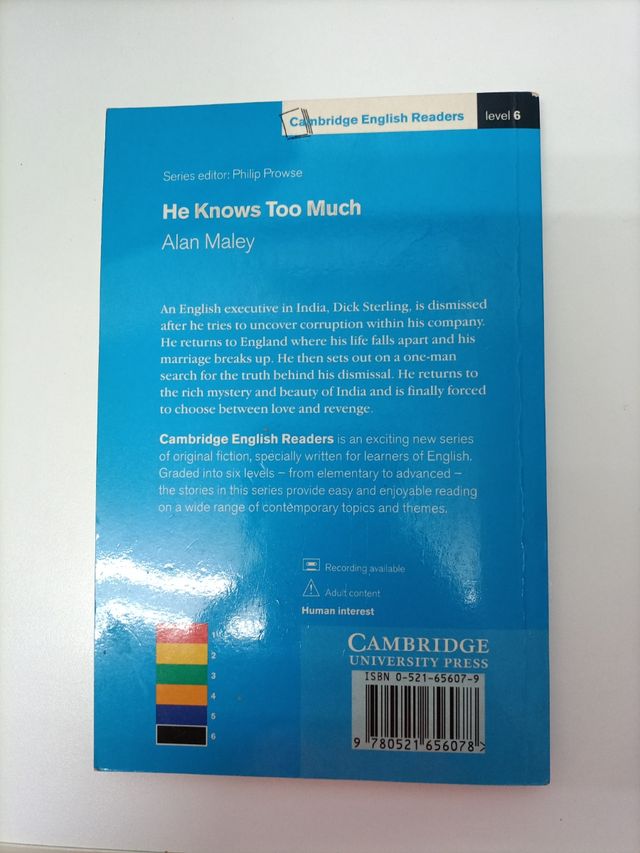 Cambridge English Readers level 6
Series editor: Philip Prowse
He Knows Too Much
Alan Maley
An English executive in India, Dick Sterling, is dismissed
after he tries to uncover corruption within his company.
He returns to England where his life falls apart and his
marriage breaks up. He then sets out on a one-man
search for the truth behind his dismissal. He returns to
the rich mystery and beauty of India and is finally forced
to choose between love and revenge.
Cambridge English Readers is an exciting new series
of original fiction, specially written for learners of English.
Graded into six levels – from elementary to advanced –
the stories in this series provide easy and enjoyable reading
on a wide range of contemporary topics and themes.
Recording available
Adult content
Human interest
2
3
4
5
6
CAMBRIDGE
UNIVERSITY PRESS
ISBN 0-521-65607-9
9 780521 656078 >